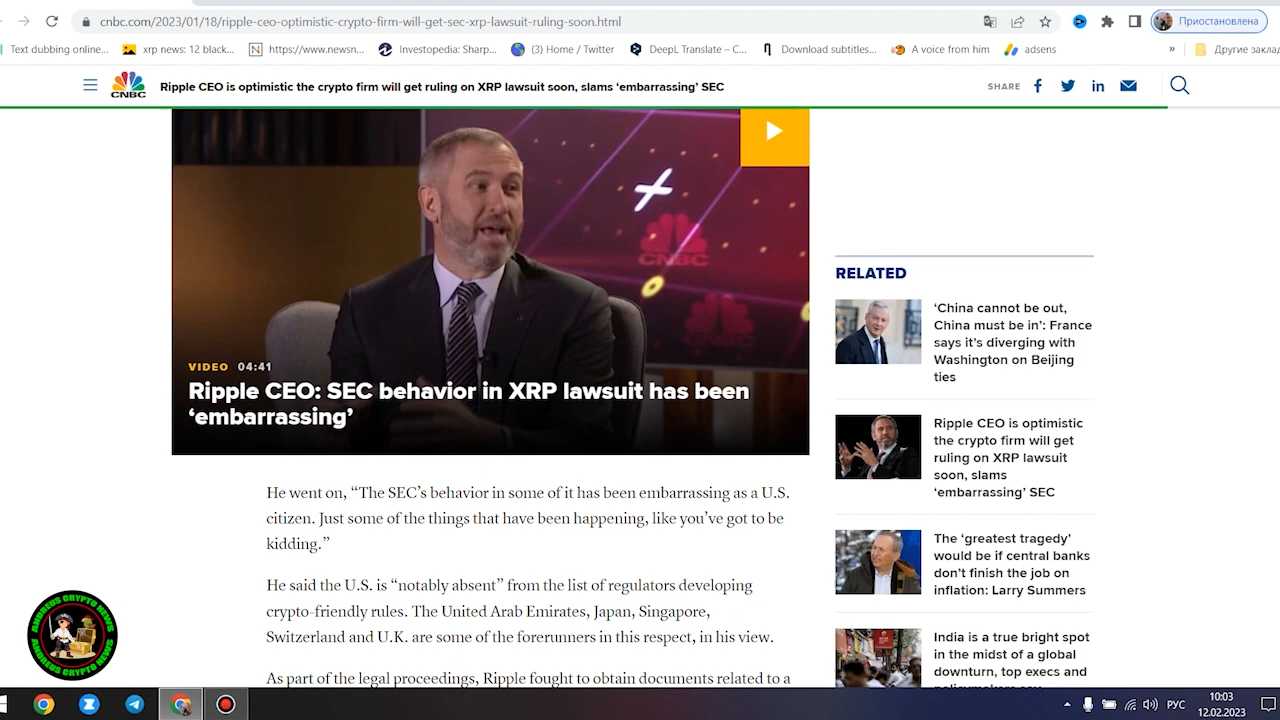 cnbc.com/2023/01/18/ripple-ceo-optimistic-crypto-firm-will-get-sec-xrp-lawsuit-ruling-soon.html
Приостановлена
Text dubbing online...
xrp news: 12 black...
https://www.newsn...
Investopedia: Sharp...
(3) Home / Twitter
DeepL Translate – C...
Download subtitles...
A voice from him
adsens
»
Другие закла
CNBC
Ripple CEO is optimistic the crypto firm will get ruling on XRP lawsuit soon, slams ‘embarrassing’ SEC
SHARE
CNBC
VIDEO 04:41
Ripple CEO: SEC behavior in XRP lawsuit has been
‘embarrassing’
He went on, “The SEC’s behavior in some of it has been embarrassing as a U.S.
citizen. Just some of the things that have been happening, like you’ve got to be
kidding.”
He said the U.S. is “notably absent” from the list of regulators developing
crypto-friendly rules. The United Arab Emirates, Japan, Singapore,
Switzerland and U.K. are some of the forerunners in this respect, in his view.
As part of the legal proceedings, Ripple fought to obtain documents related to a
RELATED
‘China cannot be out,
China must be in’: France
says it’s diverging with
Washington on Beijing
ties
Ripple CEO is optimistic
the crypto firm will get
ruling on XRP lawsuit
soon, slams
‘embarrassing’ SEC
The ‘greatest tragedy’
would be if central banks
don’t finish the job on
inflation: Larry Summers
India is a true bright spot
in the midst of a global
downturn, top execs and
ANDREUS CRYPTO NEWS
ANDREUS CRYPTO NEWS
РУС
10:03
12.02.2023